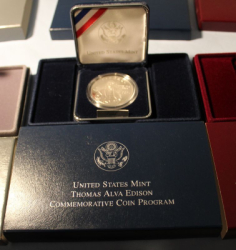 United States Mint
Thomas Alva Edison
Commemorative Coin Program